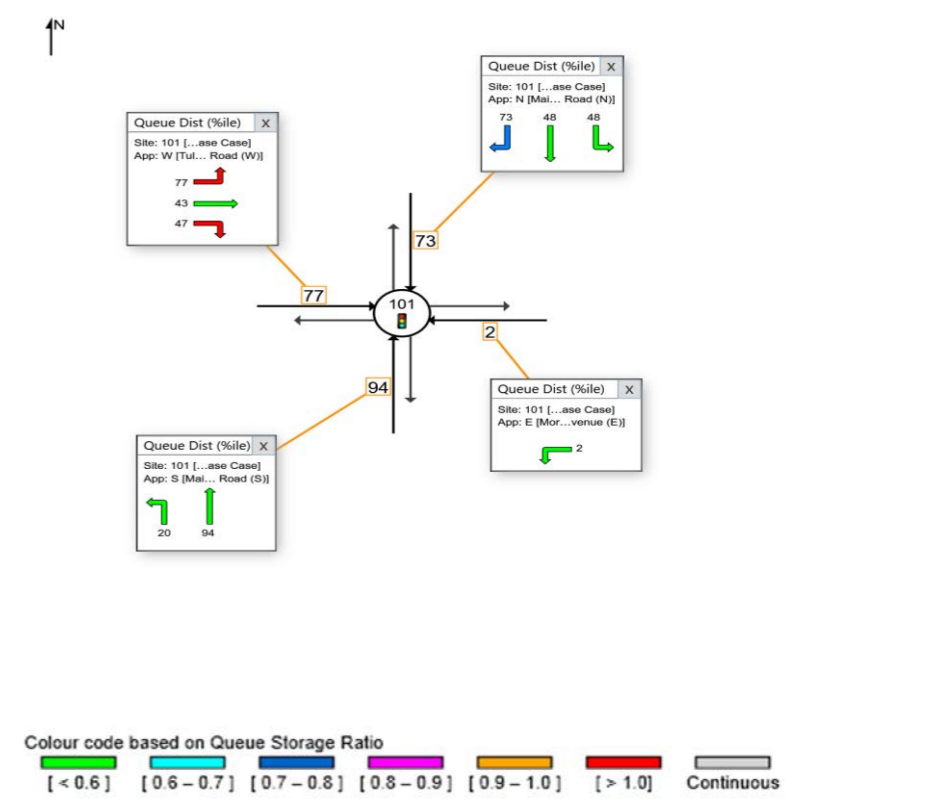 N
Queue Dist (%ile) X
Site: 101 [...ase Case]
App: N [Mai... Road (N)]
73 48 48
Queue Dist (%ile) X
Site: 101 [...ase Case]
App: W [Tul... Road (W)]
77
43
47
73
77
101
2
94
Queue Dist (%ile) X
Site: 101 [...ase Case]
App: E [Mor...venue (E)]
2
Queue Dist (%ile) X
Site: 101 [...ase Case]
App: S [Mai... Road (S)]
20 94
Colour code based on Queue Storage Ratio
[ < 0.6 ] [ 0.6 – 0.7 ] [ 0.7 – 0.8 ] [ 0.8 – 0.9 ] [ 0.9 – 1.0 ] [ > 1.0 ] Continuous